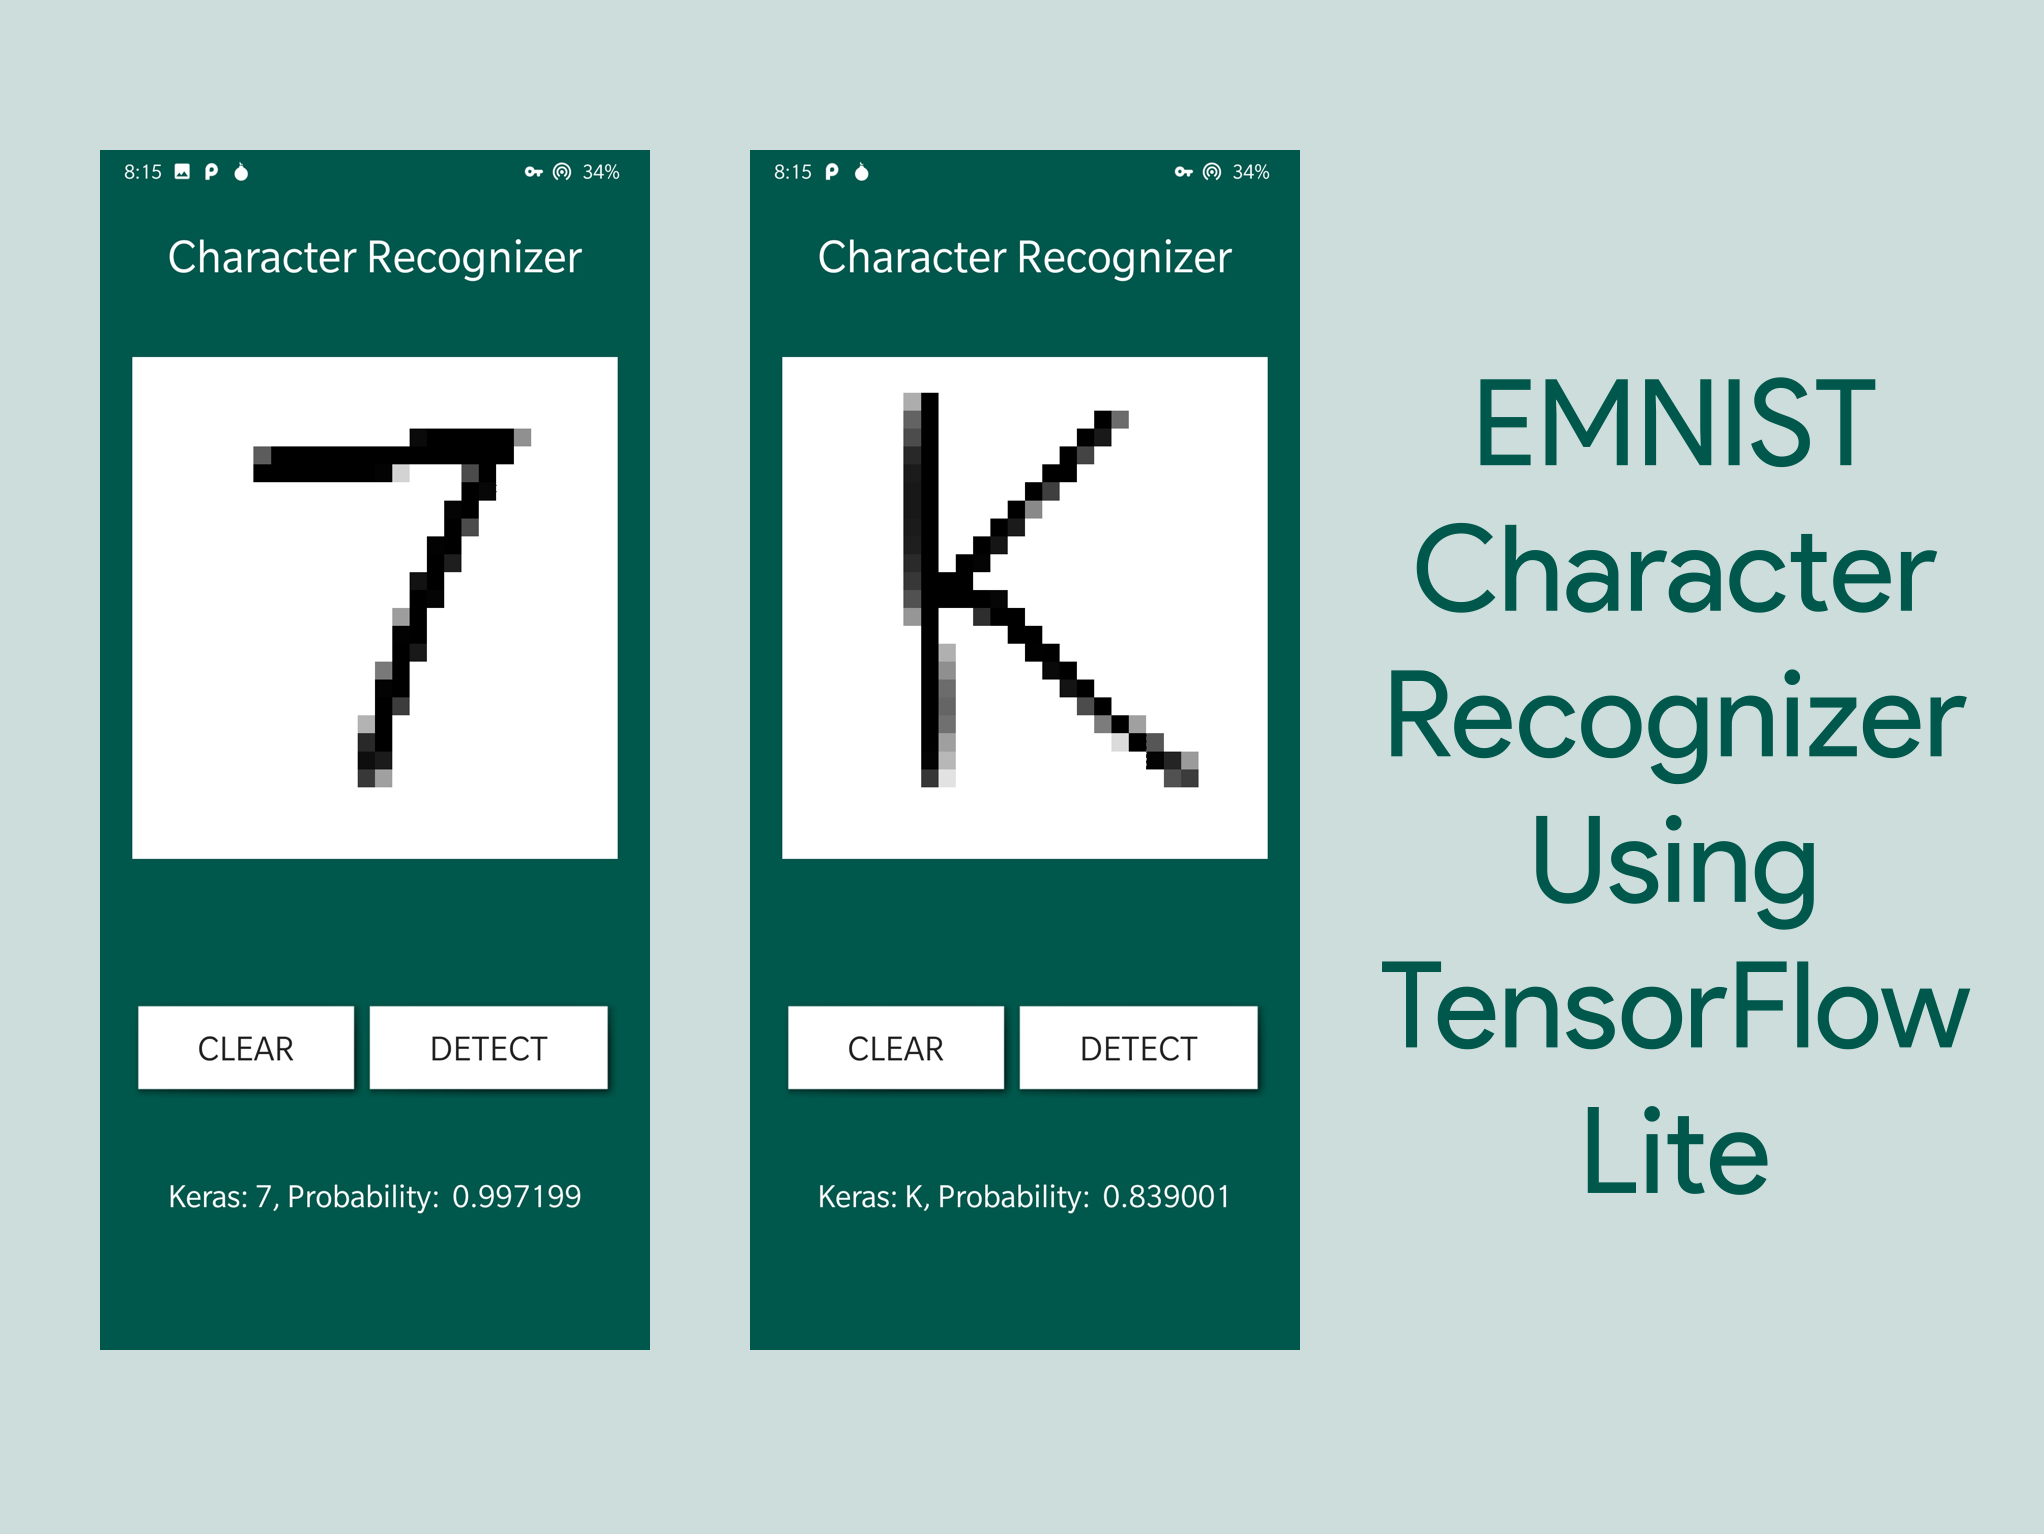 8:15 34%
Character Recognizer
7
CLEAR DETECT
Keras: 7, Probability: 0.997199
8:15 34%
Character Recognizer
K
CLEAR DETECT
Keras: K, Probability: 0.839001
EMNIST
Character
Recognizer
Using
TensorFlow
Lite